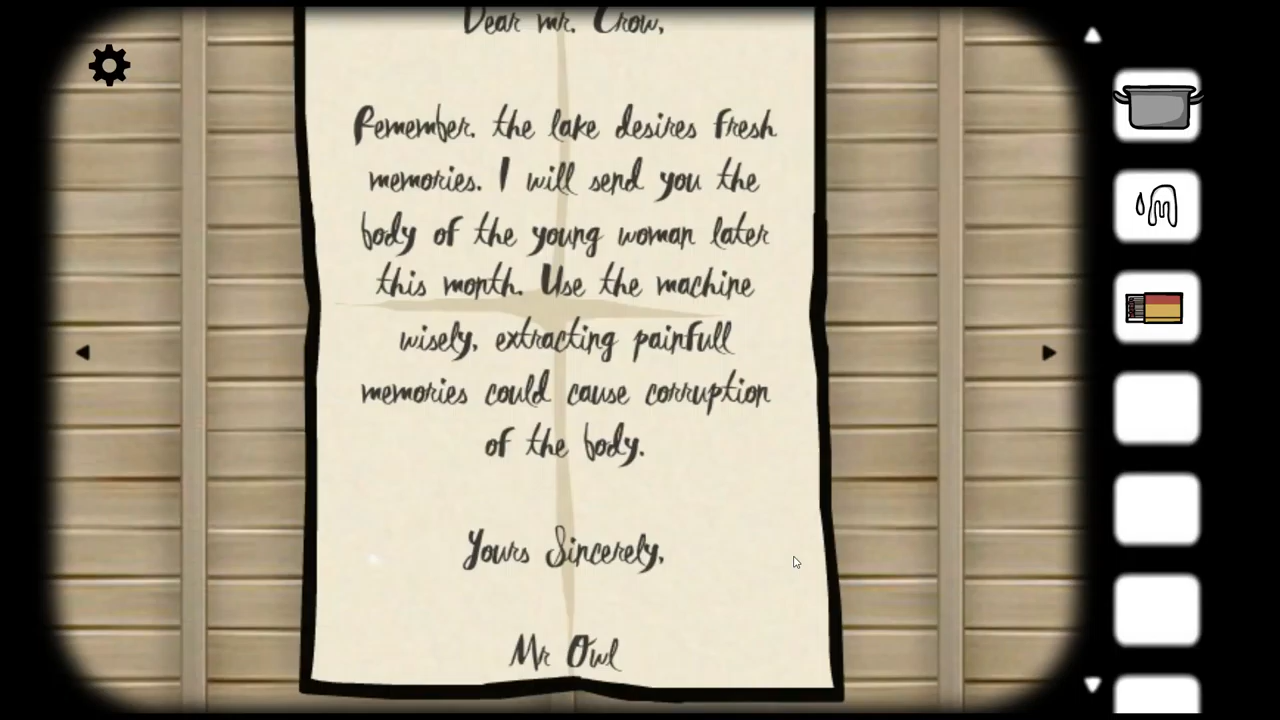 Dear mr. Crow,
Remember. the lake desires fresh
memories. I will send you the
body of the young woman later
this month. Use the machine
wisely, extracting painfull
memories could cause corruption
of the body.
Yours Sincerely,
Mr Owl